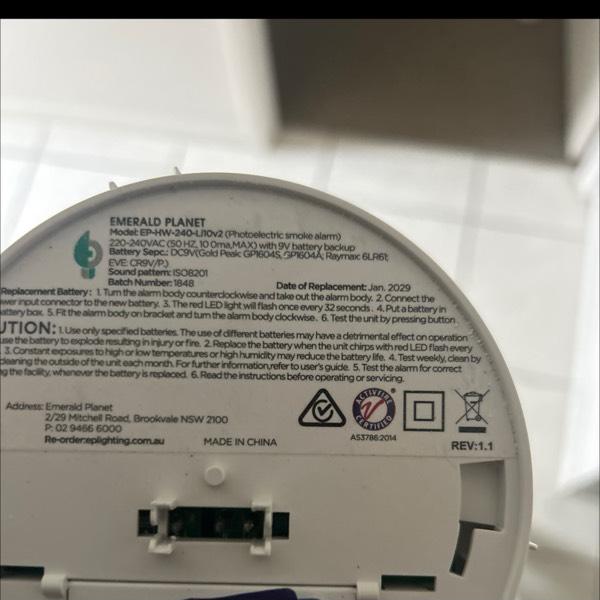 EMERALD PLANET
Model: EP-HW-240-LI10v2 (Photoelectric smoke alarm)
220-240VAC (50 HZ, 10 0ma,MAX) with 9V battery backup
Battery Sepc.: DC9V(Gold Peak: GP1604S, GP1604A; Raymax: 6LR61;
EVE: CR9V/P;)
Sound pattern: ISO8201
Batch Number: 1848
Date of Replacement: Jan, 2029
Replacement Battery: 1. Turn the alarm body counterclockwise and take out the alarm body. 2. Connect the
wer input connector to the new battery. 3. The red LED light will flash once every 32 seconds. 4. Put a battery in
attery box. 5. Fit the alarm body on bracket and turn the alarm body clockwise. 6. Test the unit by pressing button.
UTION: 1. Use only specified batteries. The use of different batteries may have a detrimental effect on operation
use the battery to explode resulting in injury or fire. 2. Replace the battery when the unit chirps with red LED flash every
. 3. Constant exposures to high or low temperatures or high humidity may reduce the battery life. 4. Test weekly, clean by
cleaning the outside of the unit each month. For further information,refer to user's guide. 5. Test the alarm for correct
ng the facility, whenever the battery is replaced. 6. Read the instructions before operating or servicing.
Address: Emerald Planet
2/29 Mitchell Road, Brookvale NSW 2100
P: 02 9466 6000
Re-order:eplighting.com.au
MADE IN CHINA
ACTIVFIRE
CERTIFIED
AS3786:2014
REV:1.1